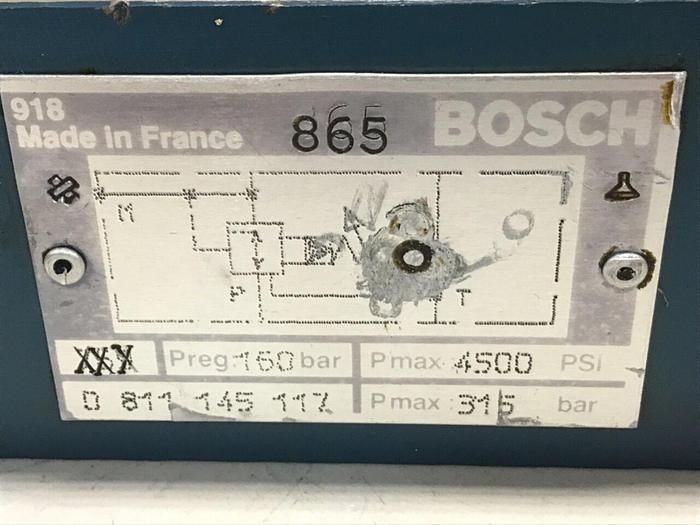 918
Made in France 865 BOSCH
M
P T
XXX Preg: 160 bar Pmax 4500 PSi
0 811 145 117 Pmax: 315 bar